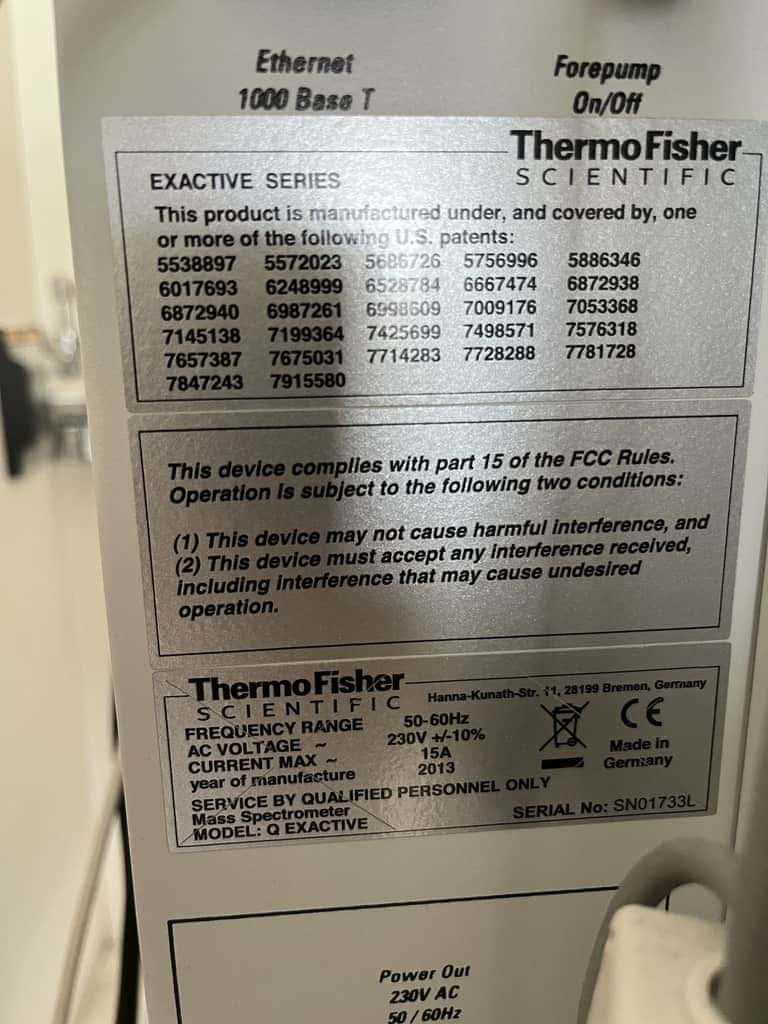 Ethernet
1000 Base T
Forepump
On/Off
ThermoFisher
SCIENTIFIC
EXACTIVE SERIES
This product is manufactured under, and covered by, one
or more of the following U.S. patents:
5538897 5572023 5686726 5756996 5886346
6017693 6248999 6528784 6667474 6872938
6872940 6987261 6998609 7009176 7053368
7145138 7199364 7425699 7498571 7576318
7657387 7675031 7714283 7728288 7781728
7847243 7915580
This device complies with part 15 of the FCC Rules.
Operation is subject to the following two conditions:
(1) This device may not cause harmful interference, and
(2) This device must accept any interference received,
including interference that may cause undesired
operation.
ThermoFisher
SCIENTIFIC
Hanna-Kunath-Str. 11, 28199 Bremen, Germany
FREQUENCY RANGE 50-60Hz
AC VOLTAGE ~ 230V +/-10%
CURRENT MAX ~ 15A
year of manufacture 2013
CE
Made in
Germany
SERVICE BY QUALIFIED PERSONNEL ONLY
Mass Spectrometer
MODEL: Q EXACTIVE
SERIAL No: SN01733L
Power Out
230V AC
50 / 60Hz